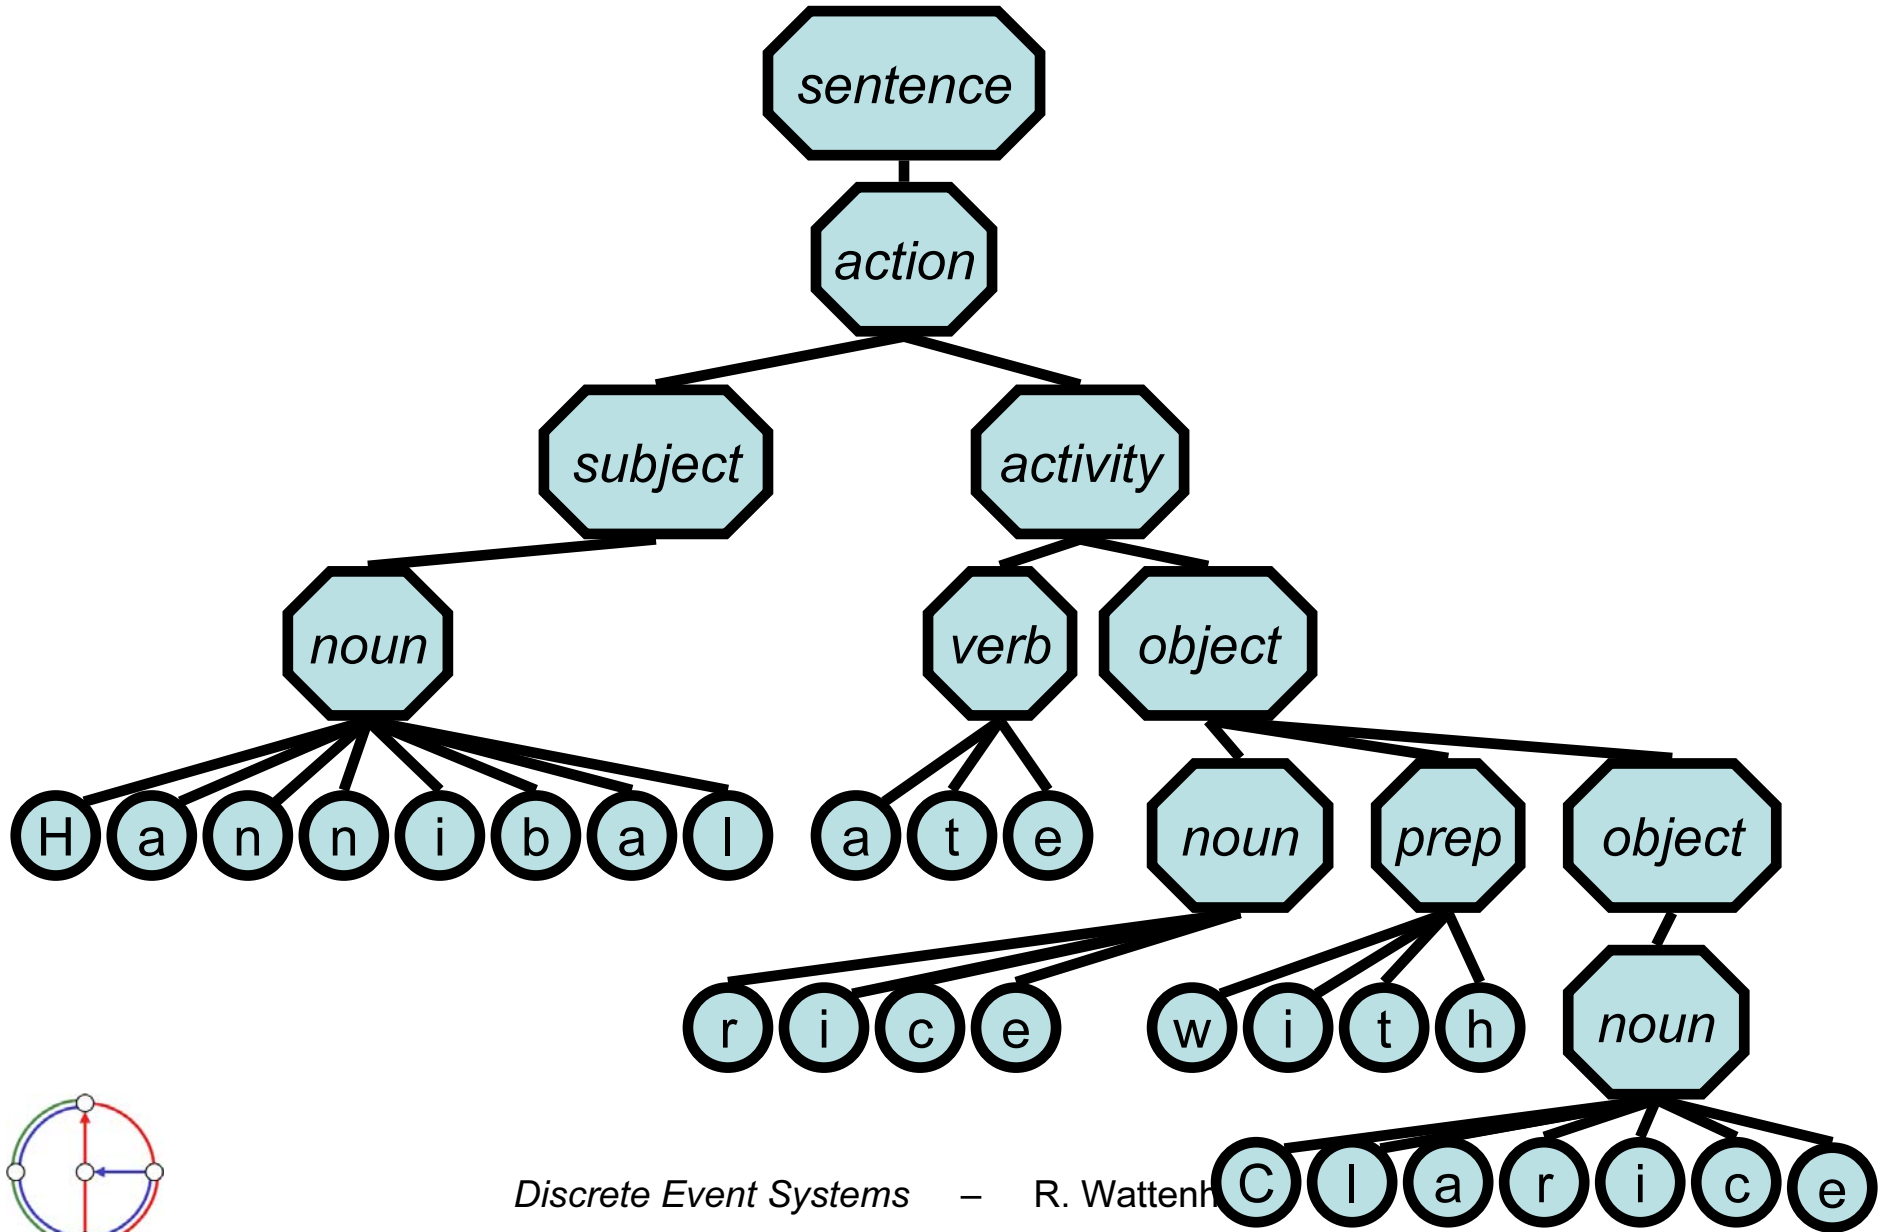 sentence
action
subject activity
noun verb object
H a n n i b a l a t e noun prep object
r i c e w i t h noun
Discrete Event Systems – R. Wattenh C l a r i c e